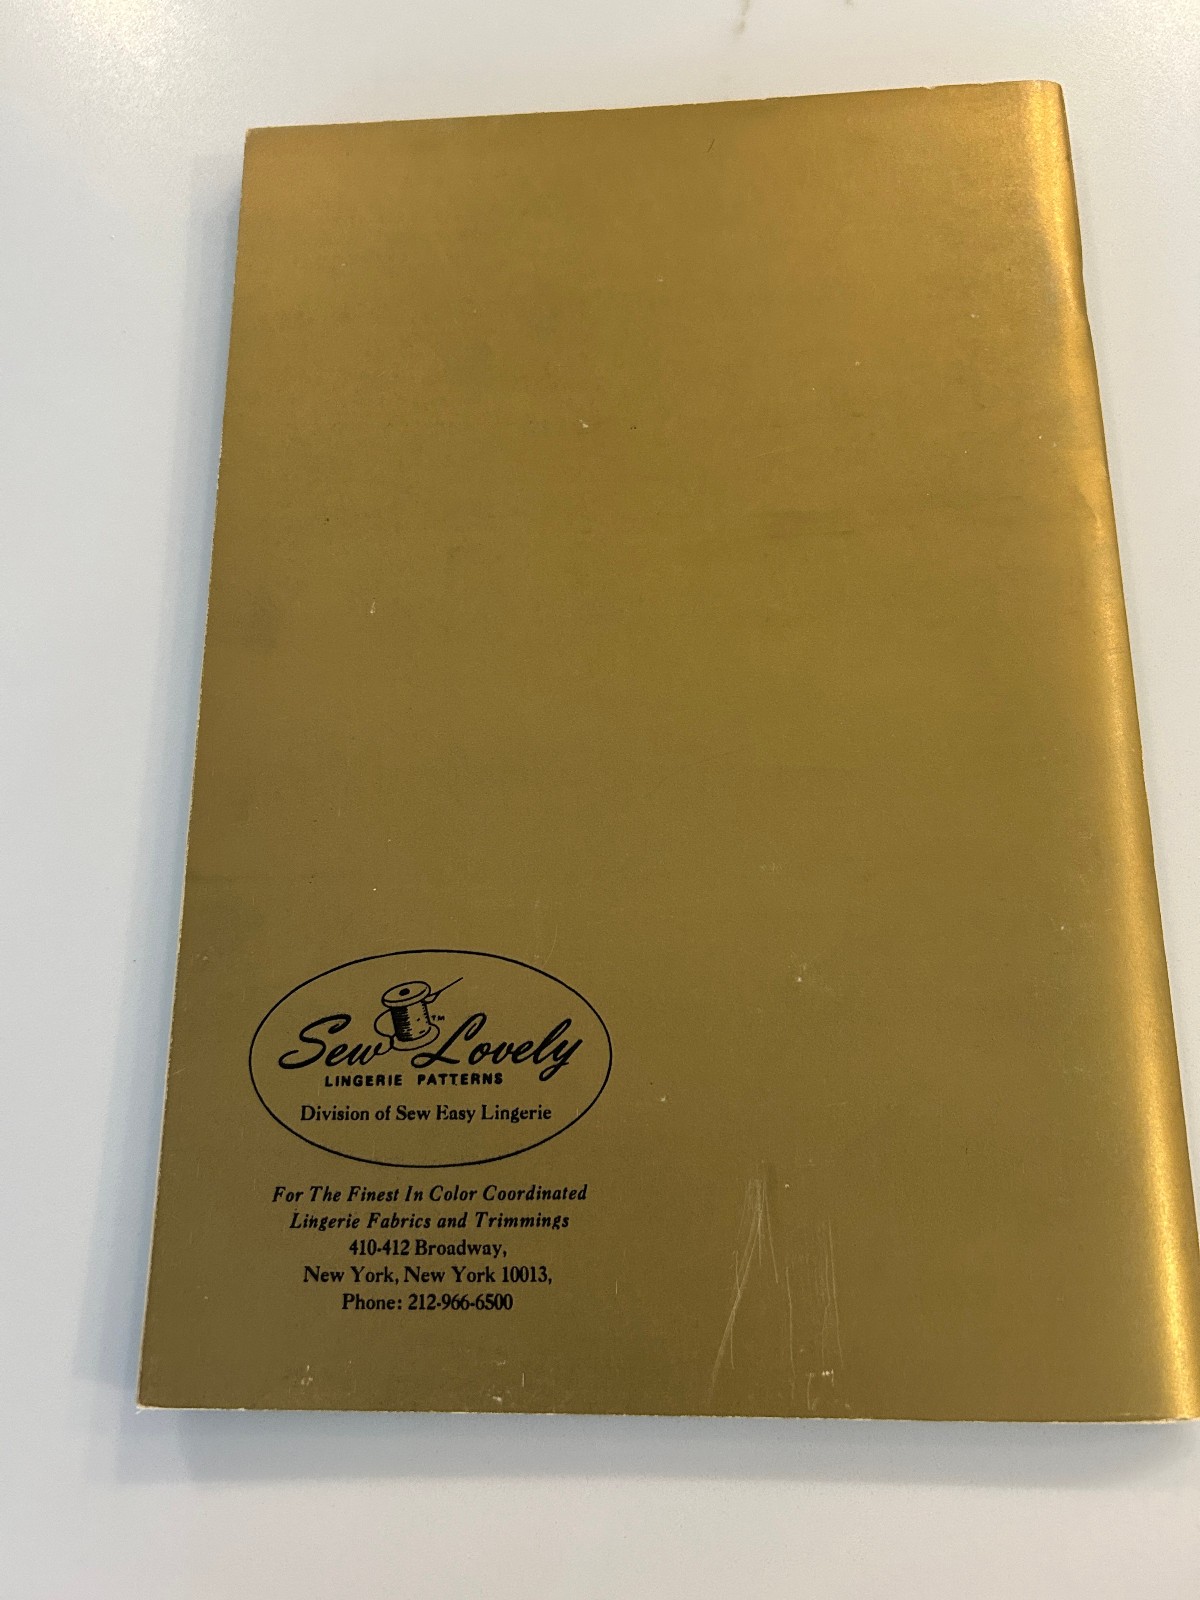 Sew™ Lovely
LINGERIE PATTERNS
Division of Sew Easy Lingerie
For The Finest In Color Coordinated
Lingerie Fabrics and Trimmings
410-412 Broadway,
New York, New York 10013,
Phone: 212-966-6500